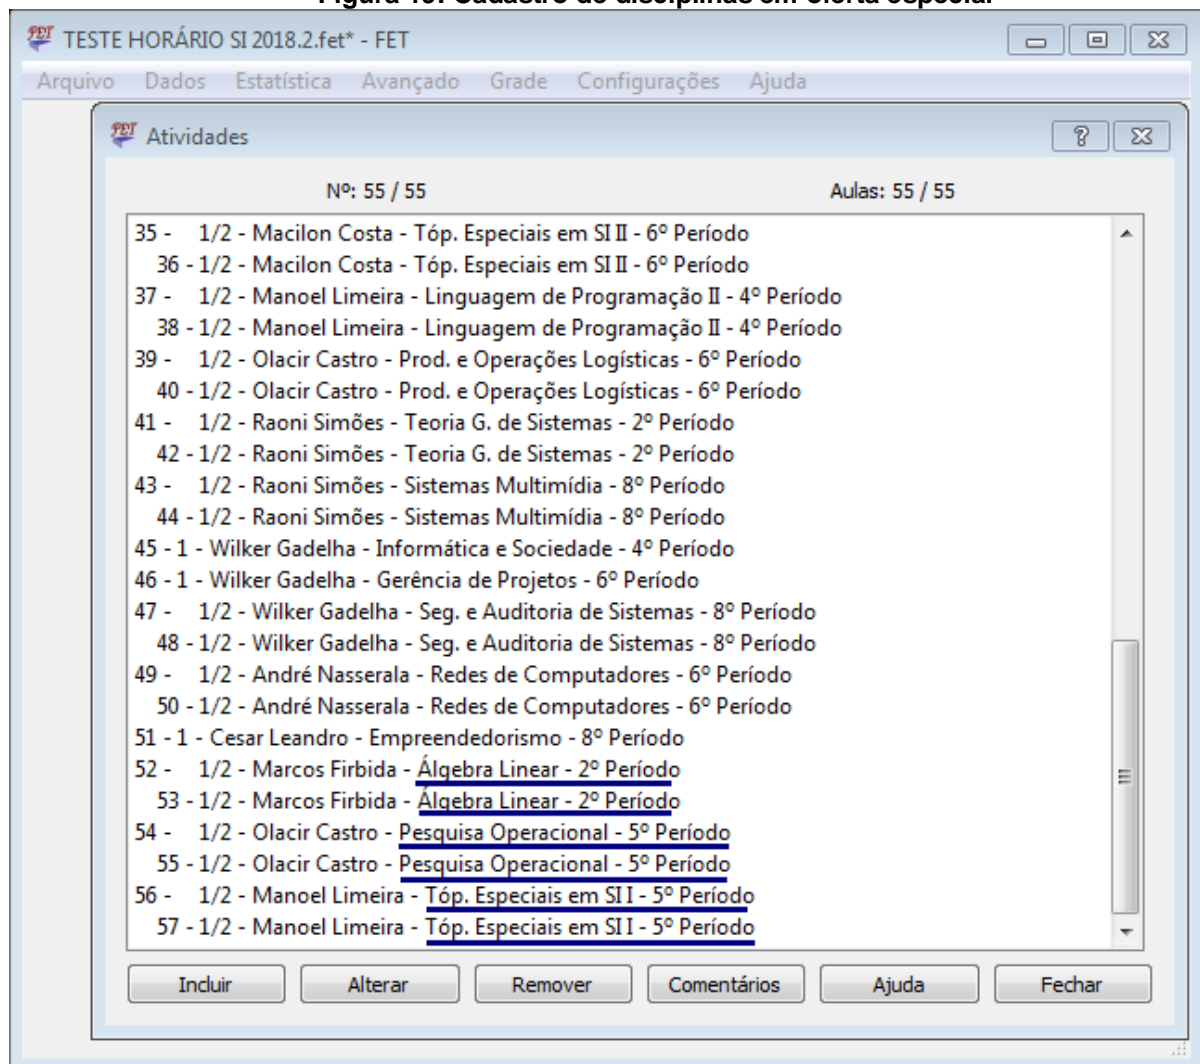 Figura 19: Cadastro de disciplinas em oferta especial
TESTE HORÁRIO SI 2018.2.fet* - FET
Arquivo Dados Estatística Avançado Grade Configurações Ajuda
Atividades
Nº: 55 / 55 Aulas: 55 / 55
35 - 1/2 - Macilon Costa - Tóp. Especiais em SI II - 6º Período
36 - 1/2 - Macilon Costa - Tóp. Especiais em SI II - 6º Período
37 - 1/2 - Manoel Limeira - Linguagem de Programação II - 4º Período
38 - 1/2 - Manoel Limeira - Linguagem de Programação II - 4º Período
39 - 1/2 - Olacir Castro - Prod. e Operações Logísticas - 6º Período
40 - 1/2 - Olacir Castro - Prod. e Operações Logísticas - 6º Período
41 - 1/2 - Raoni Simões - Teoria G. de Sistemas - 2º Período
42 - 1/2 - Raoni Simões - Teoria G. de Sistemas - 2º Período
43 - 1/2 - Raoni Simões - Sistemas Multimídia - 8º Período
44 - 1/2 - Raoni Simões - Sistemas Multimídia - 8º Período
45 - 1 - Wilker Gadelha - Informática e Sociedade - 4º Período
46 - 1 - Wilker Gadelha - Gerência de Projetos - 6º Período
47 - 1/2 - Wilker Gadelha - Seg. e Auditoria de Sistemas - 8º Período
48 - 1/2 - Wilker Gadelha - Seg. e Auditoria de Sistemas - 8º Período
49 - 1/2 - André Nasserala - Redes de Computadores - 6º Período
50 - 1/2 - André Nasserala - Redes de Computadores - 6º Período
51 - 1 - Cesar Leandro - Empreendedorismo - 8º Período
52 - 1/2 - Marcos Firbida - Álgebra Linear - 2º Período
53 - 1/2 - Marcos Firbida - Álgebra Linear - 2º Período
54 - 1/2 - Olacir Castro - Pesquisa Operacional - 5º Período
55 - 1/2 - Olacir Castro - Pesquisa Operacional - 5º Período
56 - 1/2 - Manoel Limeira - Tóp. Especiais em SI I - 5º Período
57 - 1/2 - Manoel Limeira - Tóp. Especiais em SI I - 5º Período
Incluir Alterar Remover Comentários Ajuda Fechar